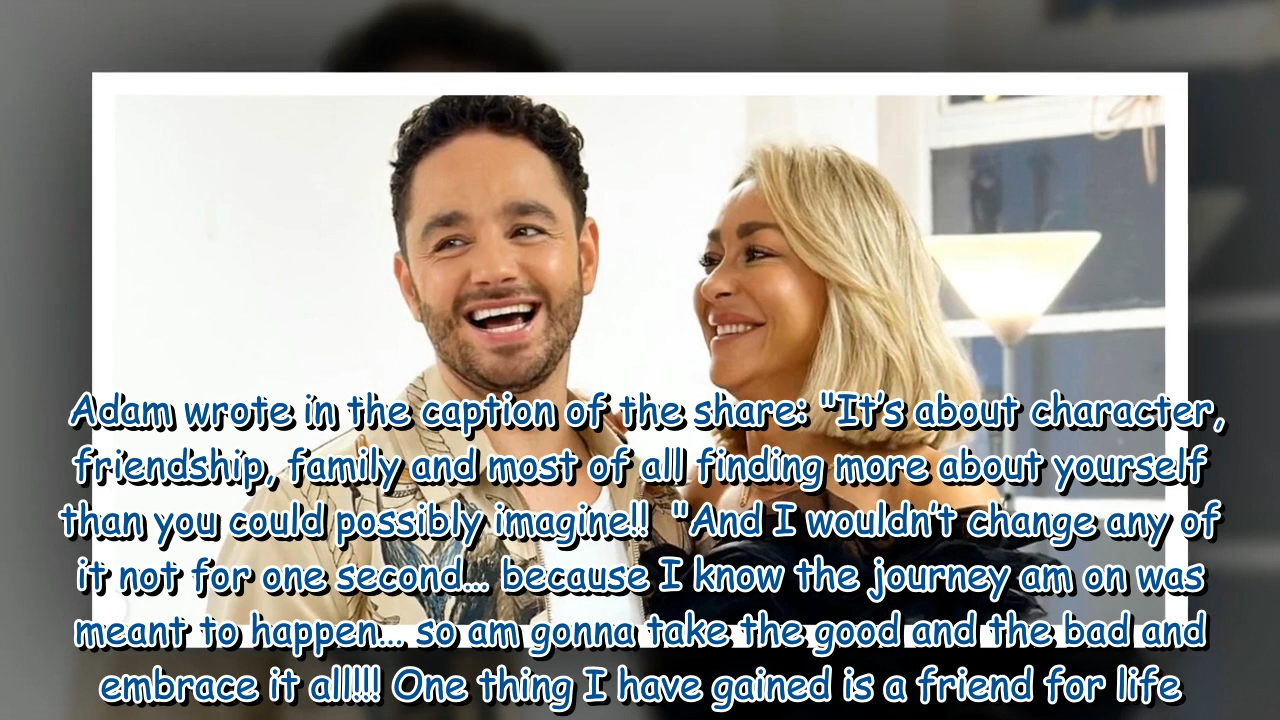 Adam wrote in the caption of the share: "It's about character,
friendship, family and most of all finding more about yourself
than you could possibly imagine!!  "And I wouldn't change any of
it not for one second... because I know the journey am on was
meant to happen... so am gonna take the good and the bad and
embrace it all!!!! One thing I have gained is a friend for life